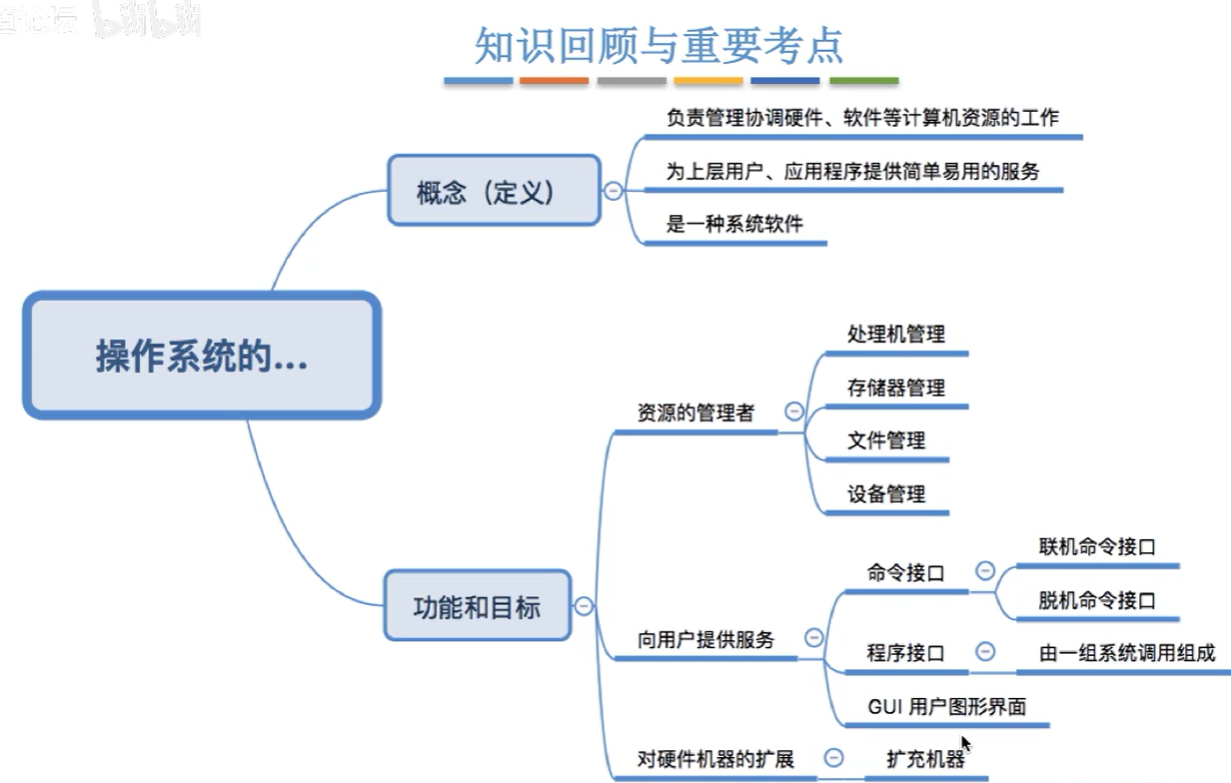 道论坛 bilibili
知识回顾与重要考点
操作系统的...
概念（定义）
负责管理协调硬件、软件等计算机资源的工作
为上层用户、应用程序提供简单易用的服务
是一种系统软件
功能和目标
资源的管理者
处理机管理
存储器管理
文件管理
设备管理
向用户提供服务
命令接口
联机命令接口
脱机命令接口
程序接口
由一组系统调用组成
GUI 用户图形界面
对硬件机器的扩展
扩充机器